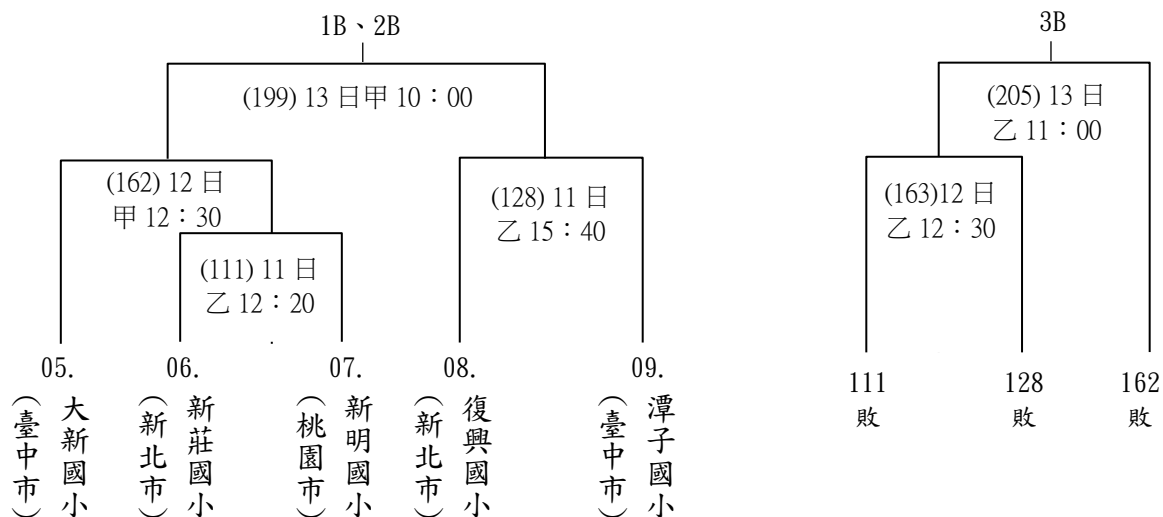 1B、2B
3B
(199) 13 日甲 10：00
(205) 13 日
乙 11：00
(162) 12 日
甲 12：30
(128) 11 日
乙 15：40
(163)12 日
乙 12：30
(111) 11 日
乙 12：20
05.
06.
07.
08.
09.
111
敗
128
敗
162
敗
大新國小
（臺中市）
新莊國小
（新北市）
新明國小
（桃園市）
復興國小
（新北市）
潭子國小
（臺中市）